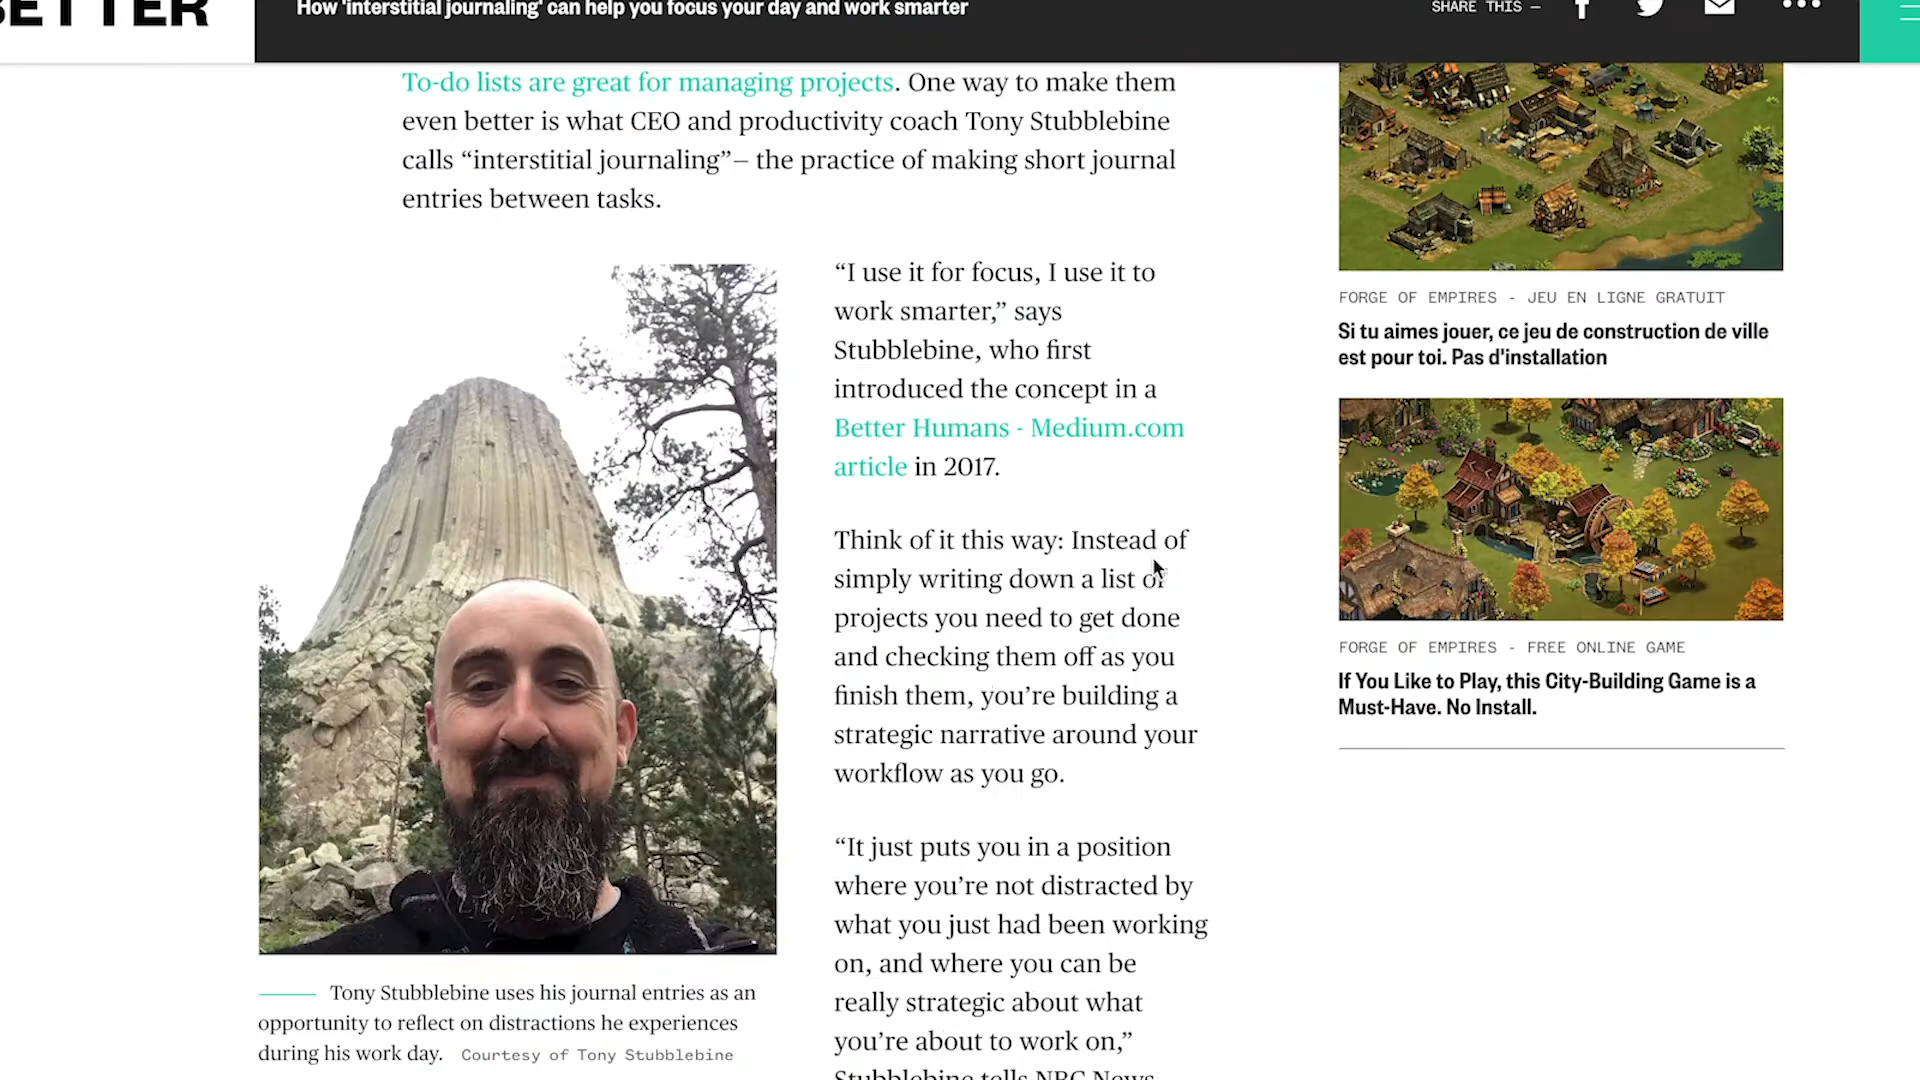 BETTER
How 'interstitial journaling' can help you focus your day and work smarter
SHARE THIS —
To-do lists are great for managing projects. One way to make them
even better is what CEO and productivity coach Tony Stubblebine
calls “interstitial journaling”— the practice of making short journal
entries between tasks.
“I use it for focus, I use it to
work smarter,” says
Stubblebine, who first
introduced the concept in a
Better Humans - Medium.com
article in 2017.
Think of it this way: Instead of
simply writing down a list of
projects you need to get done
and checking them off as you
finish them, you’re building a
strategic narrative around your
workflow as you go.
“It just puts you in a position
where you’re not distracted by
what you just had been working
on, and where you can be
really strategic about what
you’re about to work on,”
Stubblebine tells NBC News
Tony Stubblebine uses his journal entries as an
opportunity to reflect on distractions he experiences
during his work day. Courtesy of Tony Stubblebine
FORGE OF EMPIRES - JEU EN LIGNE GRATUIT
Si tu aimes jouer, ce jeu de construction de ville
est pour toi. Pas d'installation
FORGE OF EMPIRES - FREE ONLINE GAME
If You Like to Play, this City-Building Game is a
Must-Have. No Install.